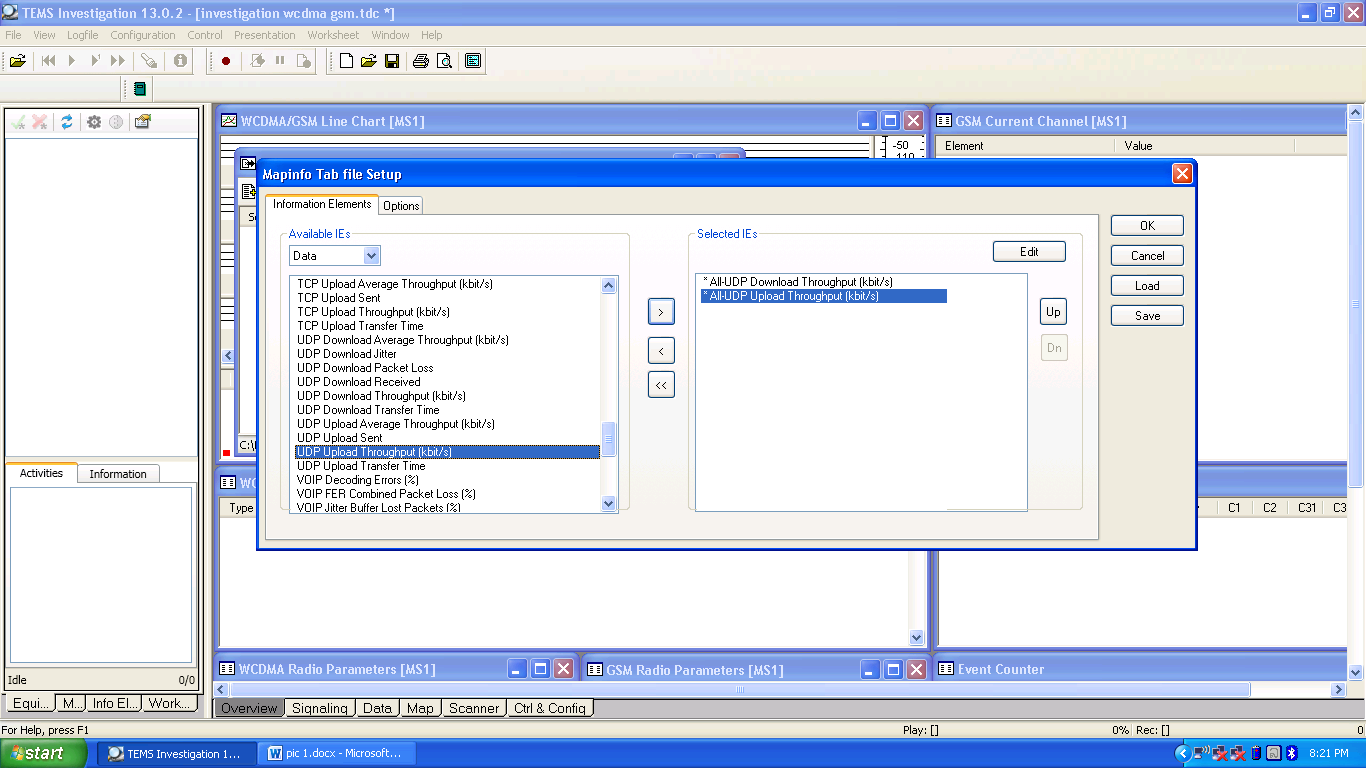 TEMS Investigation 13.0.2 - [investigation wcdma gsm.tdc *]
File View Logfile Configuration Control Presentation Worksheet Window Help
WCDMA/GSM Line Chart [MS1]
GSM Current Channel [MS1]
-50
-110
Element Value
Mapinfo Tab file Setup
Information Elements Options
Available IEs
Data
TCP Upload Average Throughput (kbit/s)
TCP Upload Sent
TCP Upload Throughput (kbit/s)
TCP Upload Transfer Time
UDP Download Average Throughput (kbit/s)
UDP Download Jitter
UDP Download Packet Loss
UDP Download Received
UDP Download Throughput (kbit/s)
UDP Download Transfer Time
UDP Upload Average Throughput (kbit/s)
UDP Upload Sent
UDP Upload Throughput (kbit/s)
UDP Upload Transfer Time
VOIP Decoding Errors (%)
VOIP FER Combined Packet Loss (%)
VOIP Jitter Buffer Lost Packets (%)
>
<
<<
Selected IEs
Edit
* All-UDP Download Throughput (kbit/s)
* All-UDP Upload Throughput (kbit/s)
Up
Dn
OK
Cancel
Load
Save
C:\
Activities Information
Idle 0/0
Equi... M... Info El... Work...
Type
C1 C2 C31 C3
WCDMA Radio Parameters [MS1]
GSM Radio Parameters [MS1]
Event Counter
Overview Signaling Data Map Scanner Ctrl & Config
For Help, press F1
Play: [] 0% Rec: [] 0
start
TEMS Investigation 1...
pic 1.docx - Microsoft...
8:21 PM